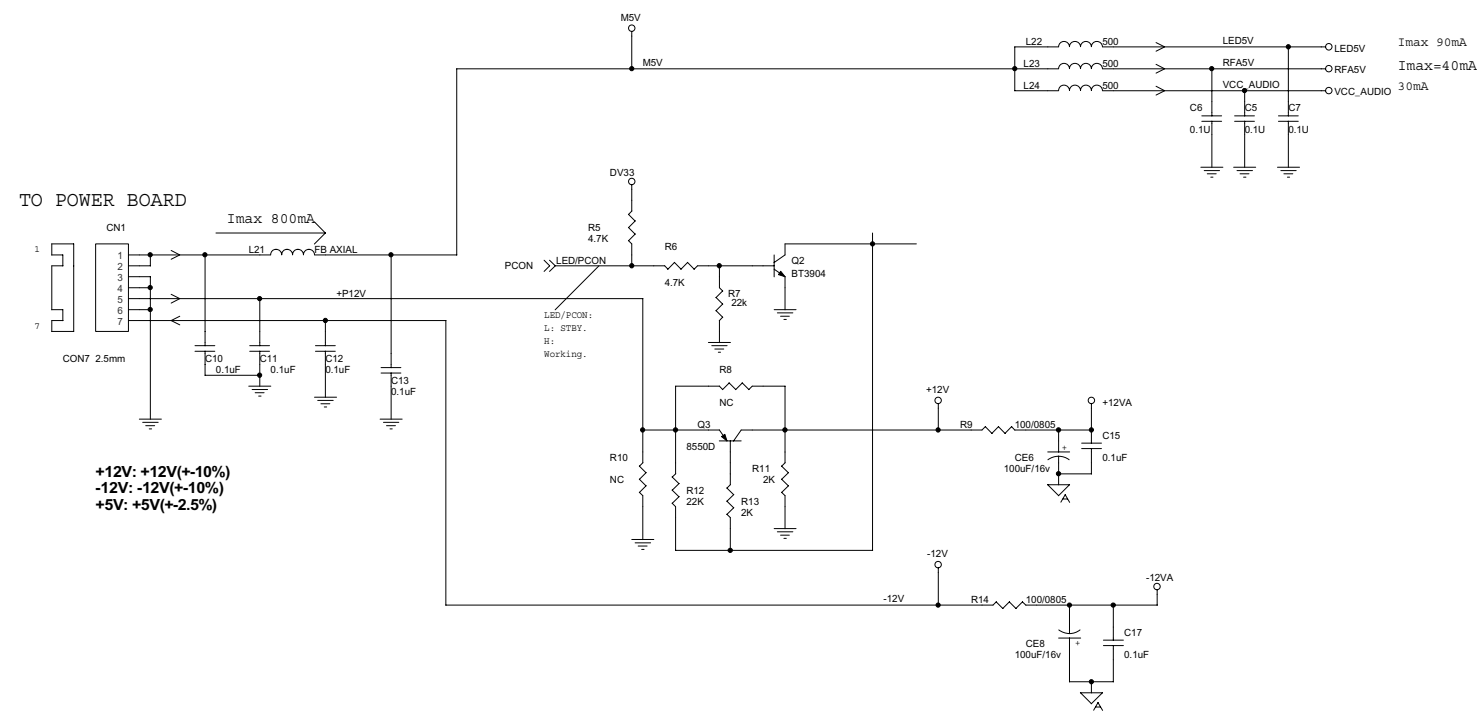 M5V
M5V
L22 500 LED5V LED5V Imax 90mA
L23 500 RFA5V RFA5V Imax=40mA
L24 500 VCC_AUDIO VCC_AUDIO 30mA
C6 C5 C7
0.1U 0.1U 0.1U
TO POWER BOARD
CN1
Imax 800mA
1
7
1
2
3
4
5
6
7
L21 FB AXIAL
+P12V
CON7 2.5mm
C10
0.1uF
C11
0.1uF
C12
0.1uF
C13
0.1uF
DV33
R5
4.7K
PCON LED/PCON
R6
4.7K
R7
22k
Q2
BT3904
LED/PCON:
L: STBY.
H:
Working.
R8
NC
Q3
8550D
R10
NC
R12
22K
R13
2K
R11
2K
+12V
R9 100/0805
+12VA
CE6
100uF/16v
+
C15
0.1uF
A
+12V: +12V(+-10%)
-12V: -12V(+-10%)
+5V: +5V(+-2.5%)
-12V
-12V
R14 100/0805
-12VA
CE8
100uF/16v
+
C17
0.1uF
A